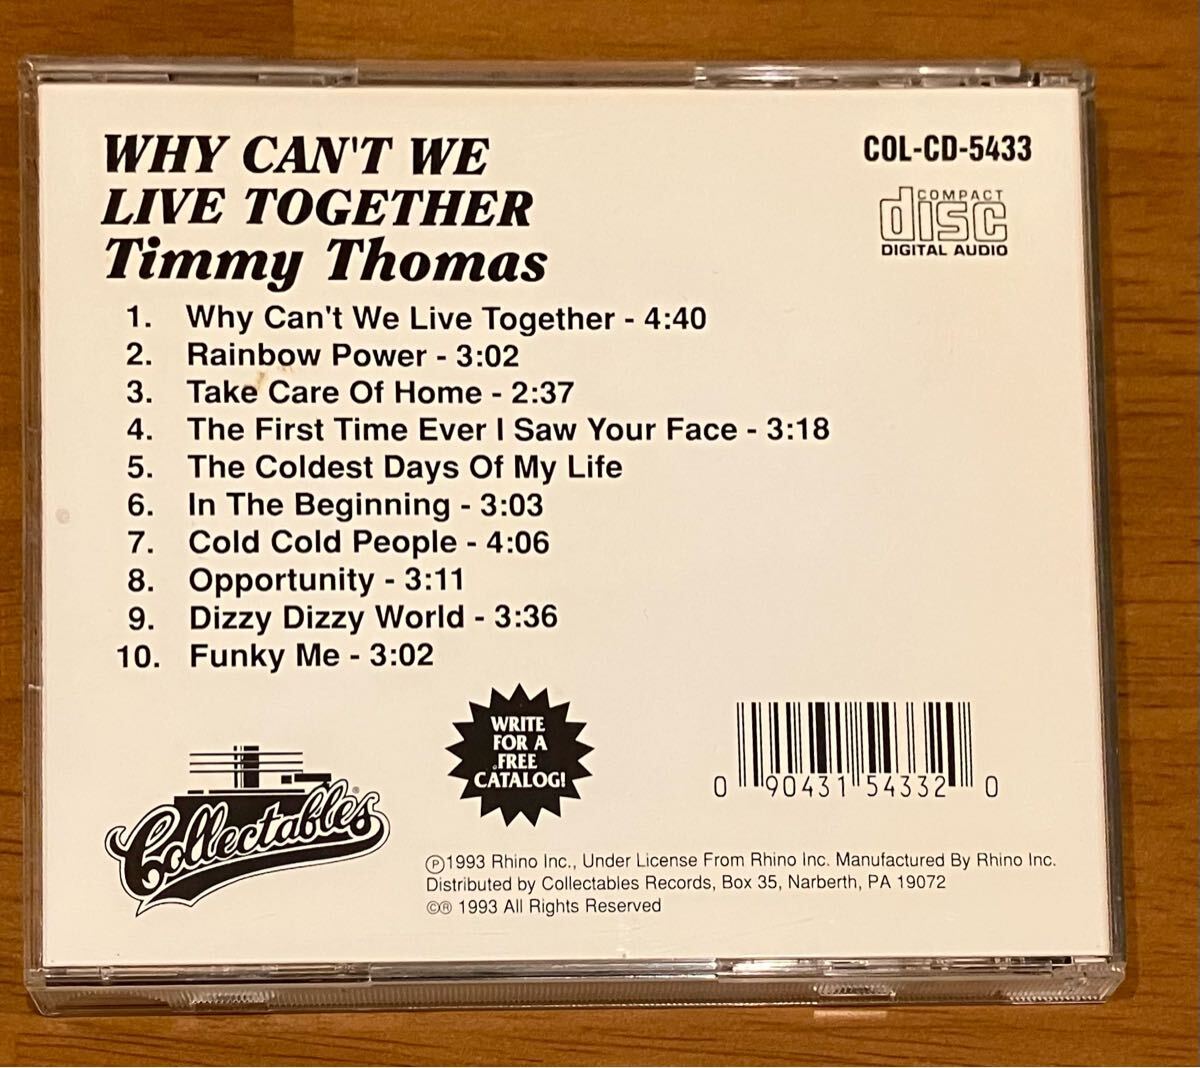 WHY CAN'T WE
LIVE TOGETHER
Timmy Thomas
COL-CD-5433
COMPACT
disc
DIGITAL AUDIO
1. Why Can't We Live Together - 4:40
2. Rainbow Power - 3:02
3. Take Care Of Home - 2:37
4. The First Time Ever I Saw Your Face - 3:18
5. The Coldest Days Of My Life
6. In The Beginning - 3:03
7. Cold Cold People - 4:06
8. Opportunity - 3:11
9. Dizzy Dizzy World - 3:36
10. Funky Me - 3:02
Collectables®
WRITE
FOR A
FREE
CATALOG!
0 90431 54332 0
Ⓟ1993 Rhino Inc., Under License From Rhino Inc. Manufactured By Rhino Inc.
Distributed by Collectables Records, Box 35, Narberth, PA 19072
©® 1993 All Rights Reserved